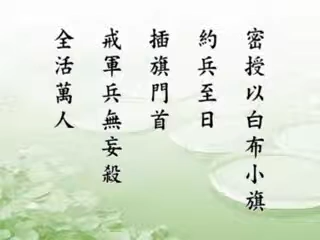 密授以白布小旗
約兵至日
插旗門首
戒軍兵無妄殺
全活萬人